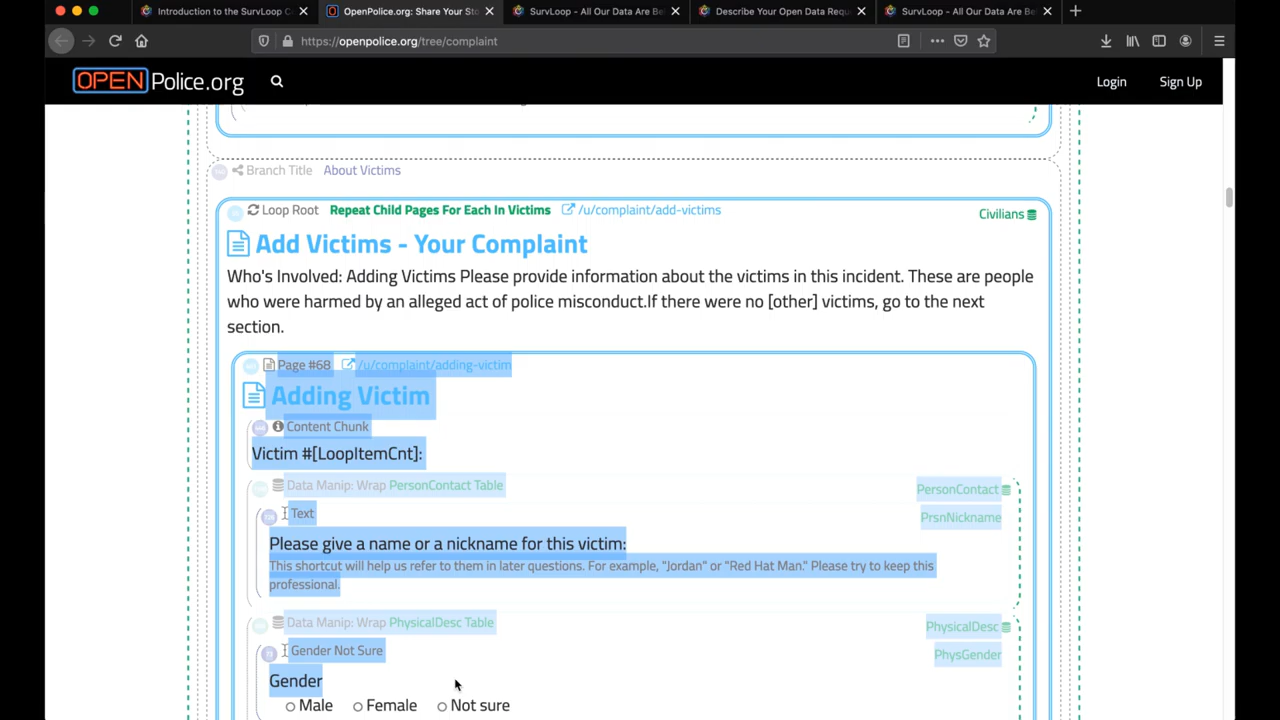 Introduction to the SurvLoop C
OpenPolice.org: Share Your Sto
SurvLoop - All Our Data Are Be
Describe Your Open Data Requ
SurvLoop - All Our Data Are Be
https://openpolice.org/tree/complaint
OPEN Police.org
Login
Sign Up
Branch Title About Victims
Loop Root Repeat Child Pages For Each In Victims /u/complaint/add-victims
Civilians
Add Victims - Your Complaint
Who's Involved: Adding Victims Please provide information about the victims in this incident. These are people
who were harmed by an alleged act of police misconduct.If there were no [other] victims, go to the next
section.
Page #68 /u/complaint/adding-victim
Adding Victim
Content Chunk
Victim #[LoopItemCnt]:
Data Manip: Wrap PersonContact Table
PersonContact
Text
PrsnNickname
Please give a name or a nickname for this victim:
This shortcut will help us refer to them in later questions. For example, "Jordan" or "Red Hat Man." Please try to keep this
professional.
Data Manip: Wrap PhysicalDesc Table
PhysicalDesc
Gender Not Sure
PhysGender
Gender
Male Female Not sure